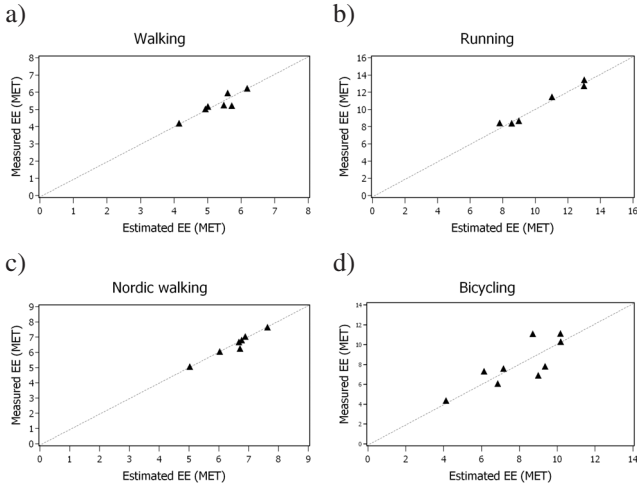 a)
Walking
Measured EE (MET)
8
7
6
5
4
3
2
1
0
0 1 2 3 4 5 6 7 8
Estimated EE (MET)
b)
Running
Measured EE (MET)
16
14
12
10
8
6
4
2
0
0 2 4 6 8 10 12 14 16
Estimated EE (MET)
c)
Nordic walking
Measured EE (MET)
9
8
7
6
5
4
3
2
1
0
0 1 2 3 4 5 6 7 8 9
Estimated EE (MET)
d)
Bicycling
Measured EE (MET)
14
12
10
8
6
4
2
0
0 2 4 6 8 10 12 14
Estimated EE (MET)